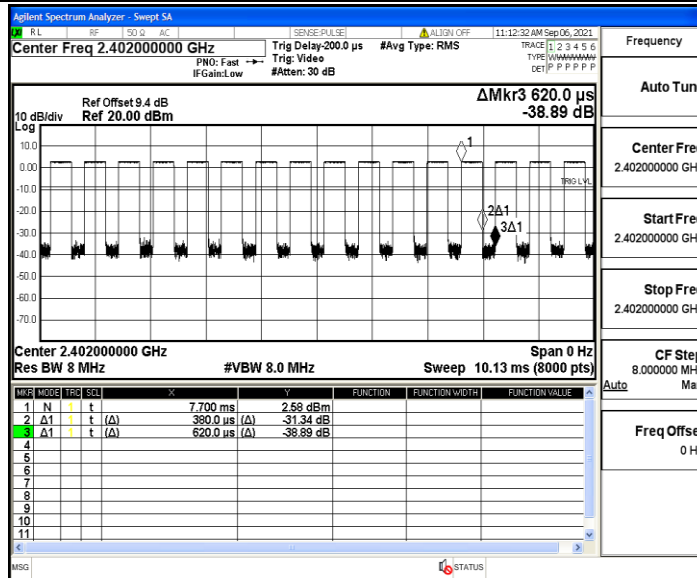 Agilent Spectrum Analyzer - Swept SA
RL RF 50 Ω AC SENSE:PULSE ALIGN OFF 11:12:32 AM Sep 06, 2021
Center Freq 2.402000000 GHz
PNO: Fast
IFGain:Low
Trig Delay-200.0 µs
Trig: Video
#Atten: 30 dB
#Avg Type: RMS
TRACE 1 2 3 4 5 6
TYPE
DET P P P P P P
Ref Offset 9.4 dB
10 dB/div Ref 20.00 dBm
Log
ΔMkr3 620.0 µs
-38.89 dB
10.0
0.00
-10.0
-20.0
-30.0
-40.0
-50.0
-60.0
-70.0
1
TRIG LVL
2Δ1
3Δ1
Center 2.402000000 GHz Span 0 Hz
Res BW 8 MHz #VBW 8.0 MHz Sweep 10.13 ms (8000 pts)
MKR MODE TRC SCL X Y FUNCTION FUNCTION WIDTH FUNCTION VALUE
1 N 1 t 7.700 ms 2.58 dBm
2 Δ1 1 t (Δ) 380.0 µs (Δ) -31.34 dB
3 Δ1 1 t (Δ) 620.0 µs (Δ) -38.89 dB
4
5
6
7
8
9
10
11
MSG STATUS
Frequency
Auto Tun
Center Fre
2.402000000 GH
Start Fre
2.402000000 GH
Stop Fre
2.402000000 GH
CF Step
8.000000 MH
Auto Ma
Freq Offse
0 H